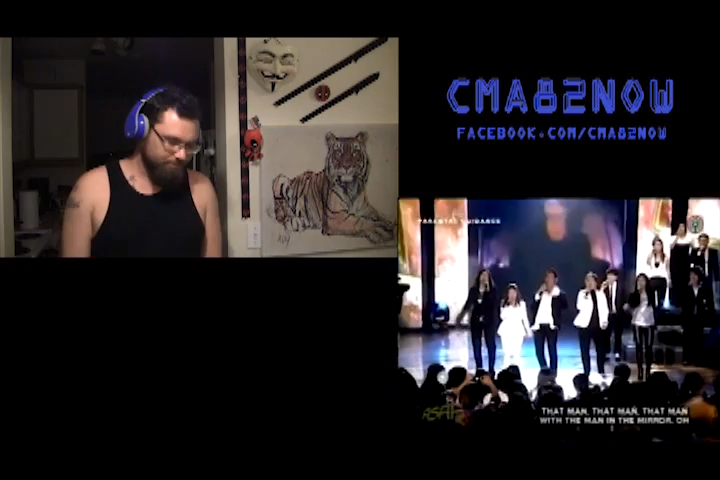 CMA82NOW
FACEBOOK.COM/CMA82NOW
PARENTAL GUIDANCE
ASAP
THAT MAN, THAT MAN, THAT MAN
WITH THE MAN IN THE MIRROR, OH